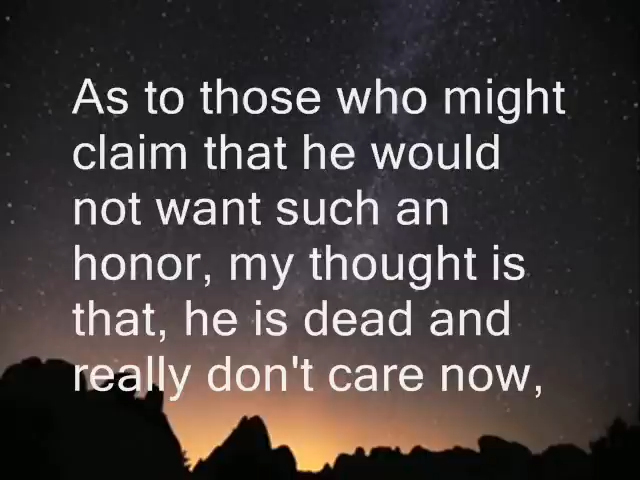 As to those who might
claim that he would
not want such an
honor, my thought is
that, he is dead and
really don't care now,